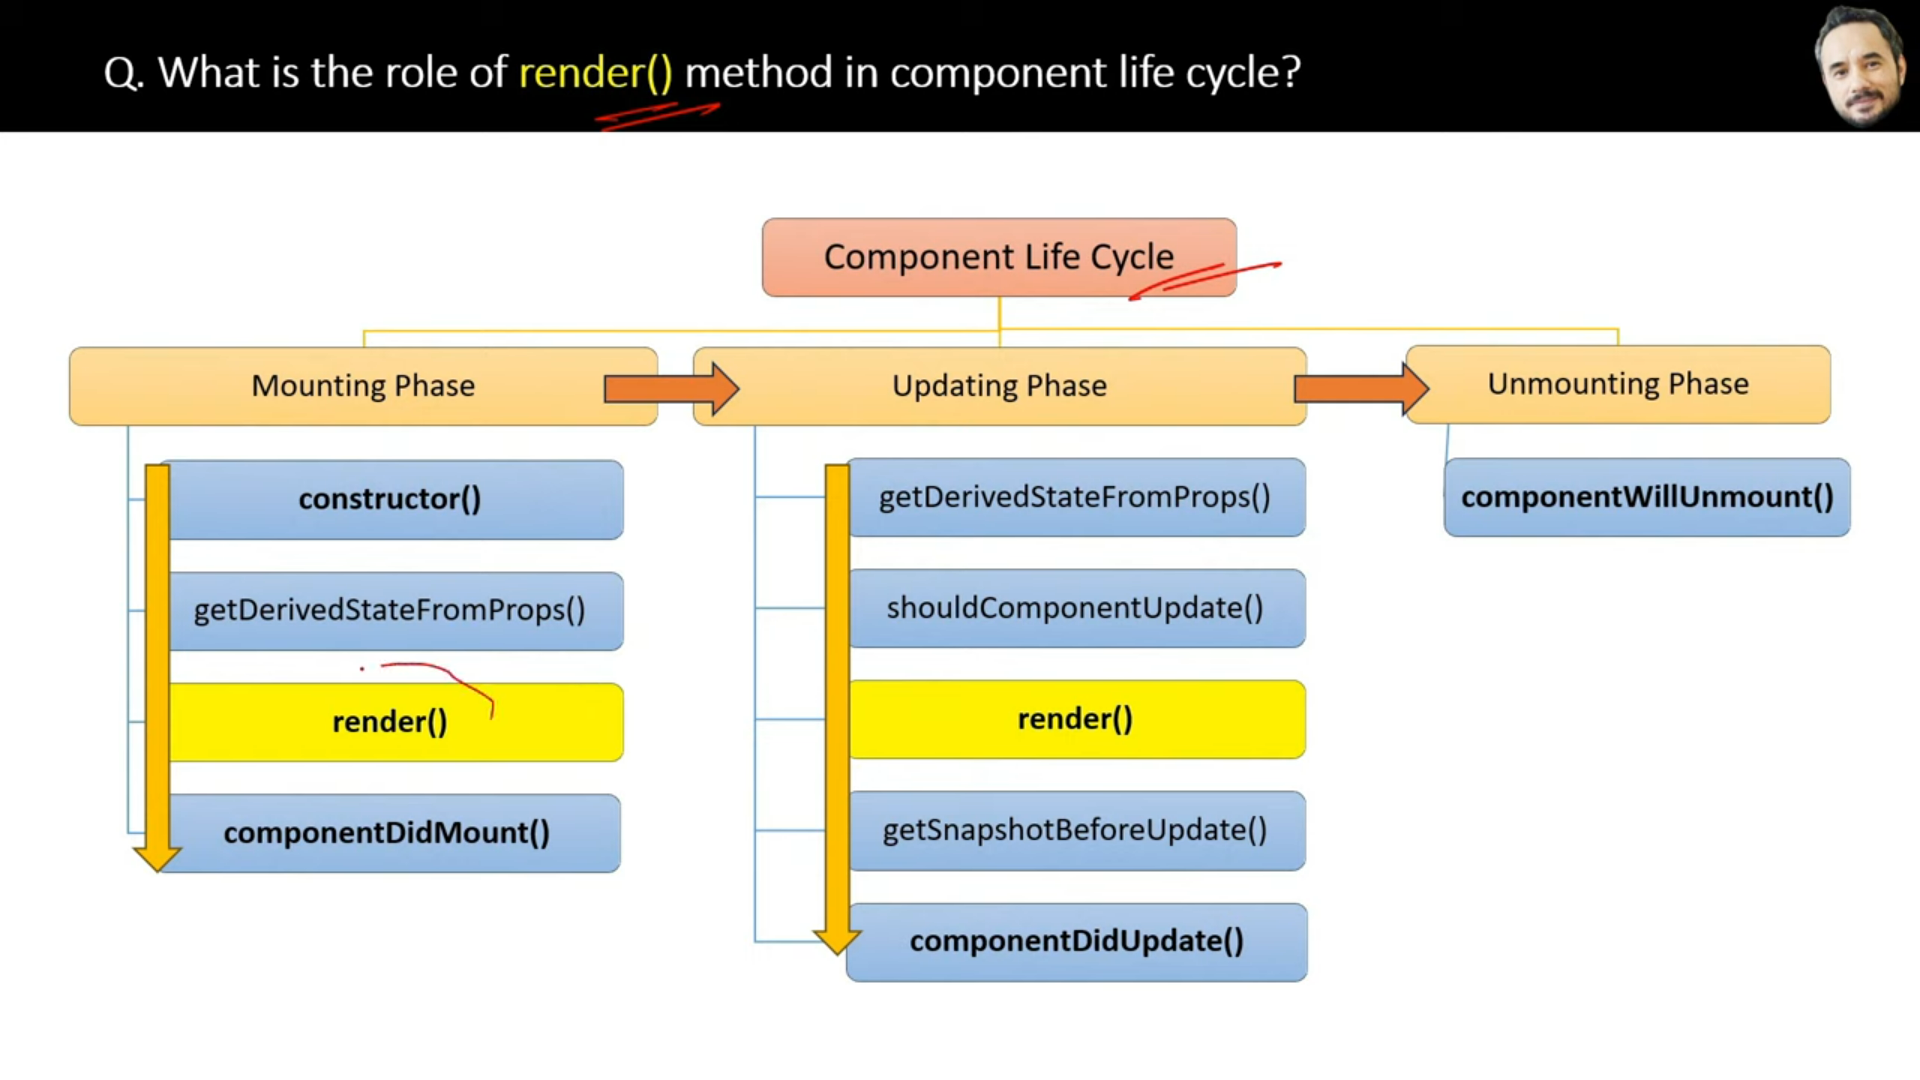 Q. What is the role of render() method in component life cycle?
Component Life Cycle
Mounting Phase
Updating Phase
Unmounting Phase
constructor()
getDerivedStateFromProps()
render()
componentDidMount()
getDerivedStateFromProps()
shouldComponentUpdate()
render()
getSnapshotBeforeUpdate()
componentDidUpdate()
componentWillUnmount()